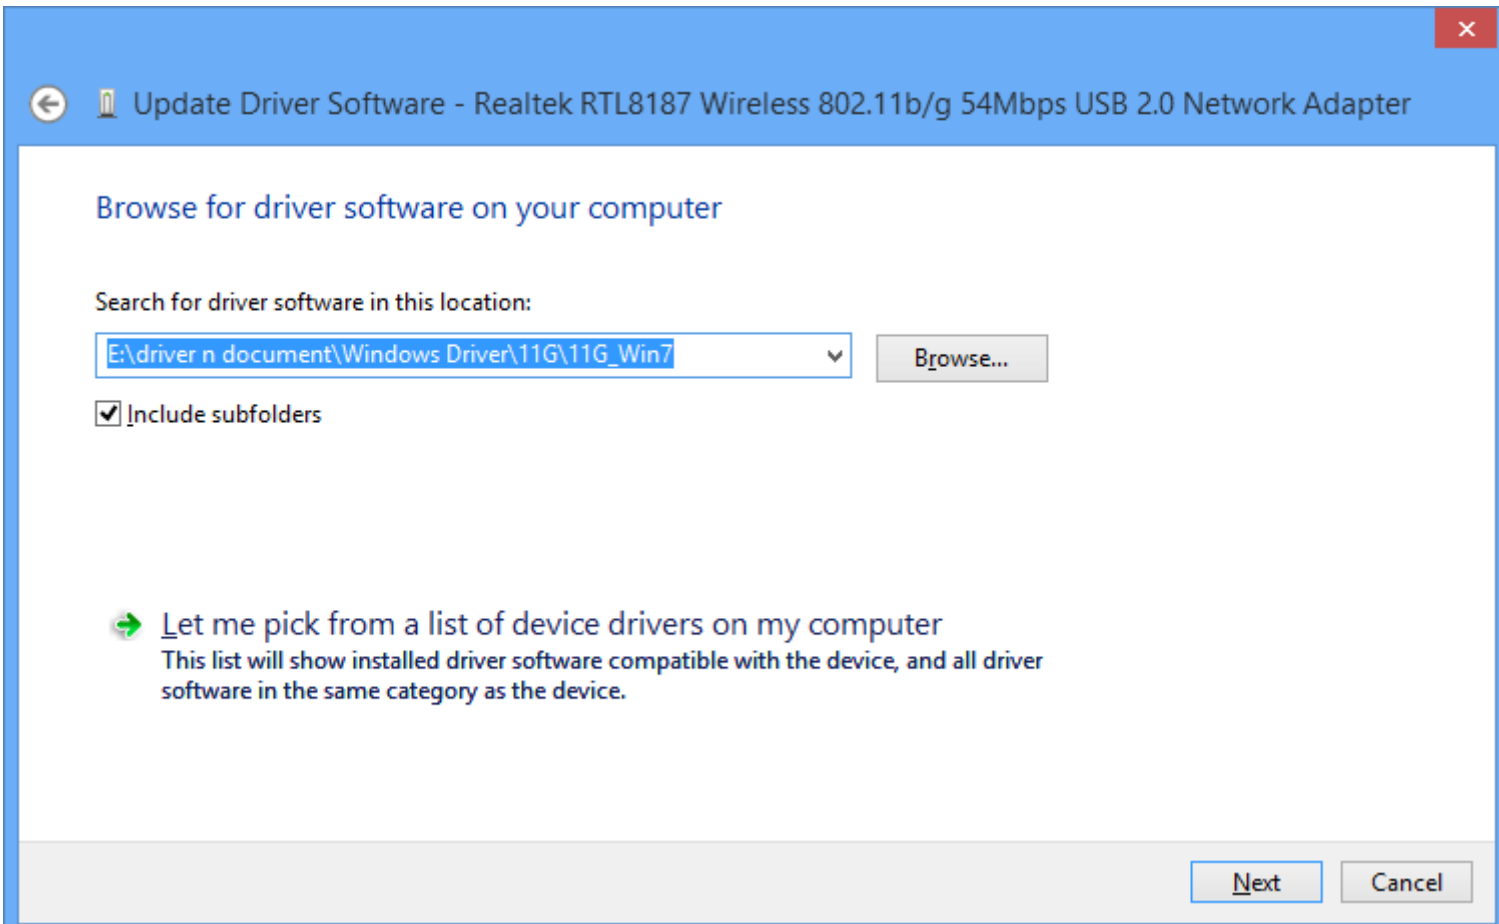 Update Driver Software - Realtek RTL8187 Wireless 802.11b/g 54Mbps USB 2.0 Network Adapter
Browse for driver software on your computer
Search for driver software in this location:
E:\driver n document\Windows Driver\11G\11G_Win7
Browse...
Include subfolders
Let me pick from a list of device drivers on my computer
This list will show installed driver software compatible with the device, and all driver
software in the same category as the device.
Next
Cancel